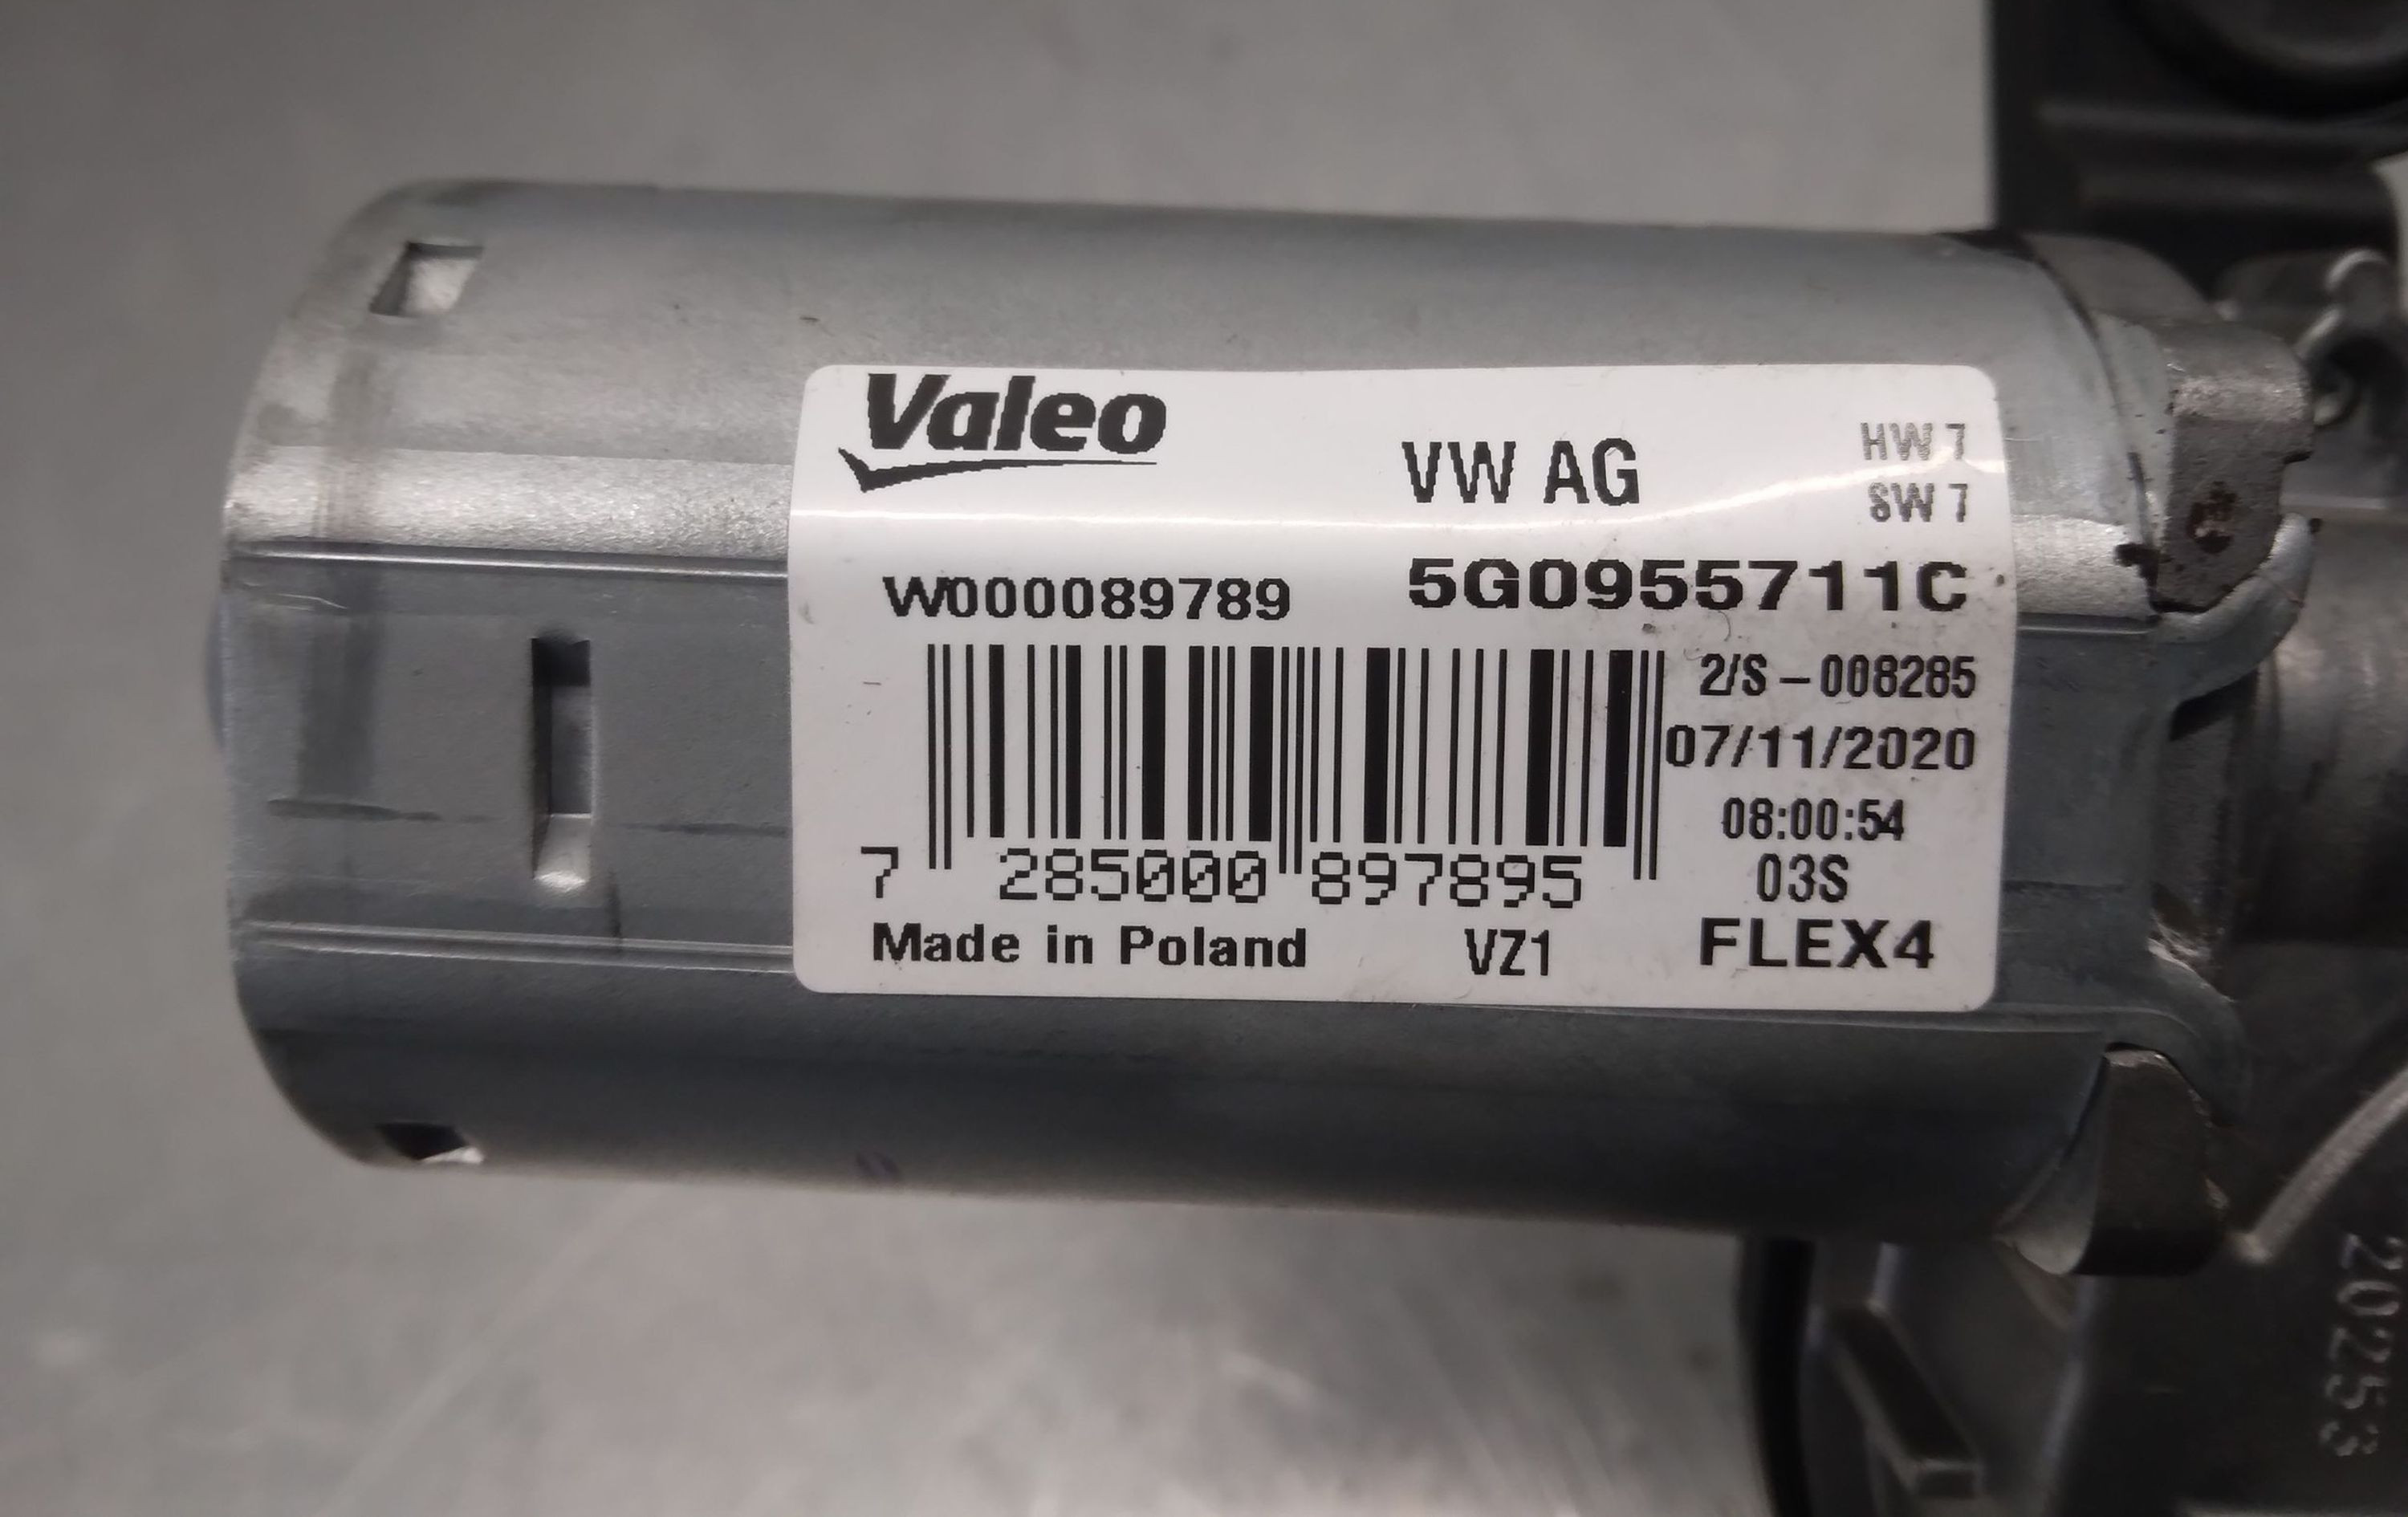 Valeo
VW AG
HW 7
SW 7
W000089789
5G0955711C
2/S-008285
07/11/2020
08:00:54
03S
7 285000 897895
Made in Poland
VZ1
FLEX4
20253